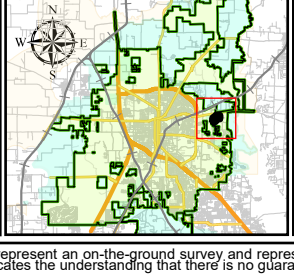 N
W
E
S
represent an on-the-ground survey and repres
cates the understanding that there is no guara